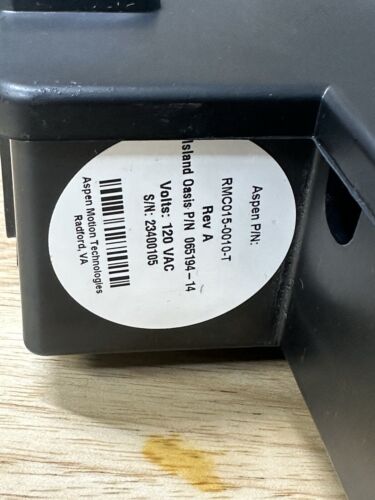 Aspen P/N:
RMC015-0010-T
Rev A
Island Oasis P/N 065194-14
Volts: 120 VAC
S/N: 23400105
Aspen Motion Technologies
Radford, VA